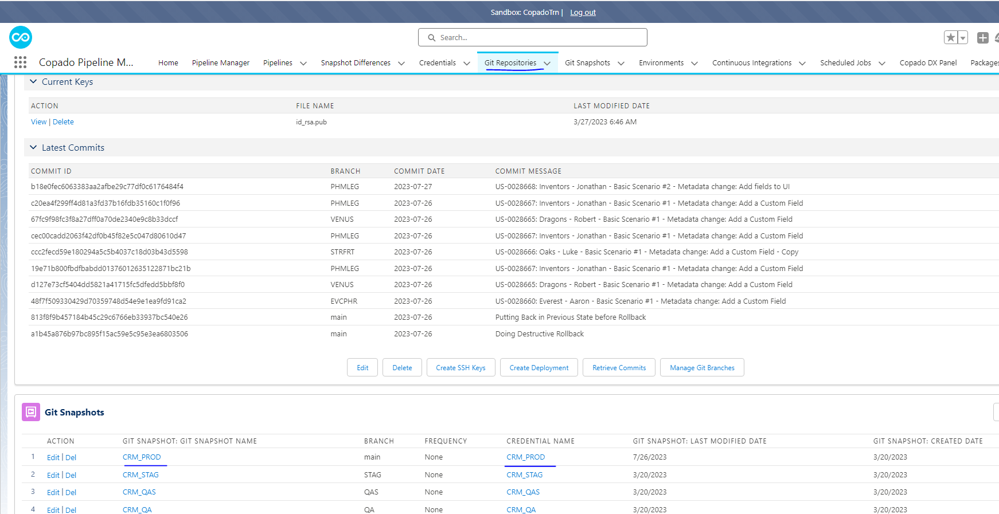 Sandbox: CopadoTrn | Log out
Search...
Copado Pipeline M... Home Pipeline Manager Pipelines Snapshot Differences Credentials Git Repositories Git Snapshots Environments Continuous Integrations Scheduled Jobs Copado DX Panel Packages
Current Keys
ACTION FILE NAME LAST MODIFIED DATE
View | Delete id_rsa.pub 3/27/2023 6:46 AM
Latest Commits
COMMIT ID BRANCH COMMIT DATE COMMIT MESSAGE
b18e0fec6063383aa2afbe29c77df0c6176484f4 PHMLEG 2023-07-27 US-0028668: Inventors - Jonathan - Basic Scenario #2 - Metadata change: Add fields to UI
c20ea4f299ff4d81a3fd37b16fdb35160c1f0f96 PHMLEG 2023-07-26 US-0028667: Inventors - Jonathan - Basic Scenario #1 - Metadata change: Add a Custom Field
67fc9f98fc3f8a27dff0a70de2340e9c8b33dccf VENUS 2023-07-26 US-0028665: Dragons - Robert - Basic Scenario #1 - Metadata change: Add a Custom Field
cec00cadd2063f42df0b45f82e5c047d80610d47 PHMLEG 2023-07-26 US-0028667: Inventors - Jonathan - Basic Scenario #1 - Metadata change: Add a Custom Field
ccc2fecd59e180294a5c5b4037c18d03b43d5598 STRFRT 2023-07-26 US-0028666: Oaks - Luke - Basic Scenario #1 - Metadata change: Add a Custom Field - Copy
19e71b800fbdfbabdd01376012635122871bc21b PHMLEG 2023-07-26 US-0028667: Inventors - Jonathan - Basic Scenario #1 - Metadata change: Add a Custom Field
d127e73cf5404dd5821a41715fc5dfedd5bbf8f0 VENUS 2023-07-26 US-0028665: Dragons - Robert - Basic Scenario #1 - Metadata change: Add a Custom Field
48f7f509330429d70359748d54e9e1ea9fd91ca2 EVCPHR 2023-07-26 US-0028660: Everest - Aaron - Basic Scenario #1 - Metadata change: Add a Custom Field
813f8f9b457184b45c29c6766eb33937bc540e26 main 2023-07-26 Putting Back in Previous State before Rollback
a1b45a876b97bc895f15ac59e5c95e3ea6803506 main 2023-07-26 Doing Destructive Rollback
Edit Delete Create SSH Keys Create Deployment Retrieve Commits Manage Git Branches
Git Snapshots
ACTION GIT SNAPSHOT: GIT SNAPSHOT NAME BRANCH FREQUENCY CREDENTIAL NAME GIT SNAPSHOT: LAST MODIFIED DATE GIT SNAPSHOT: CREATED DATE
1 Edit | Del CRM_PROD main None CRM_PROD 7/26/2023 3/20/2023
2 Edit | Del CRM_STAG STAG None CRM_STAG 3/20/2023 3/20/2023
3 Edit | Del CRM_QAS QAS None CRM_QAS 3/20/2023 3/20/2023
4 Edit | Del CRM_QA QA None CRM_QA 3/20/2023 3/20/2023